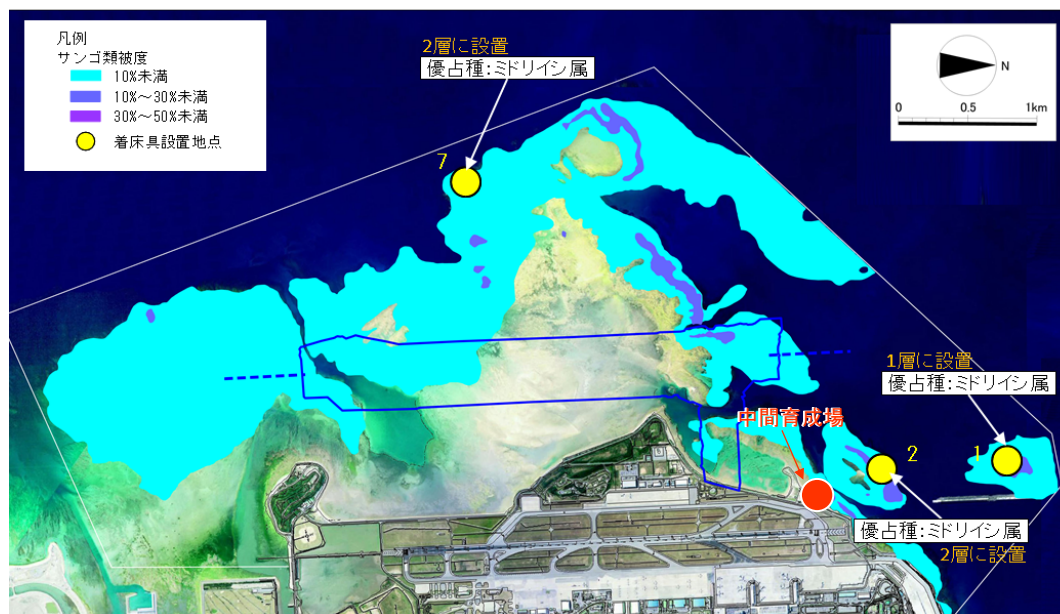 凡例
サンゴ類被度
10%未満
10%～30%未満
30%～50%未満
着床具設置地点
2層に設置
優占種:ミドリイシ属
7
N
0 0.5 1km
1層に設置
優占種:ミドリイシ属
中間育成場
2
1
優占種:ミドリイシ属
2層に設置